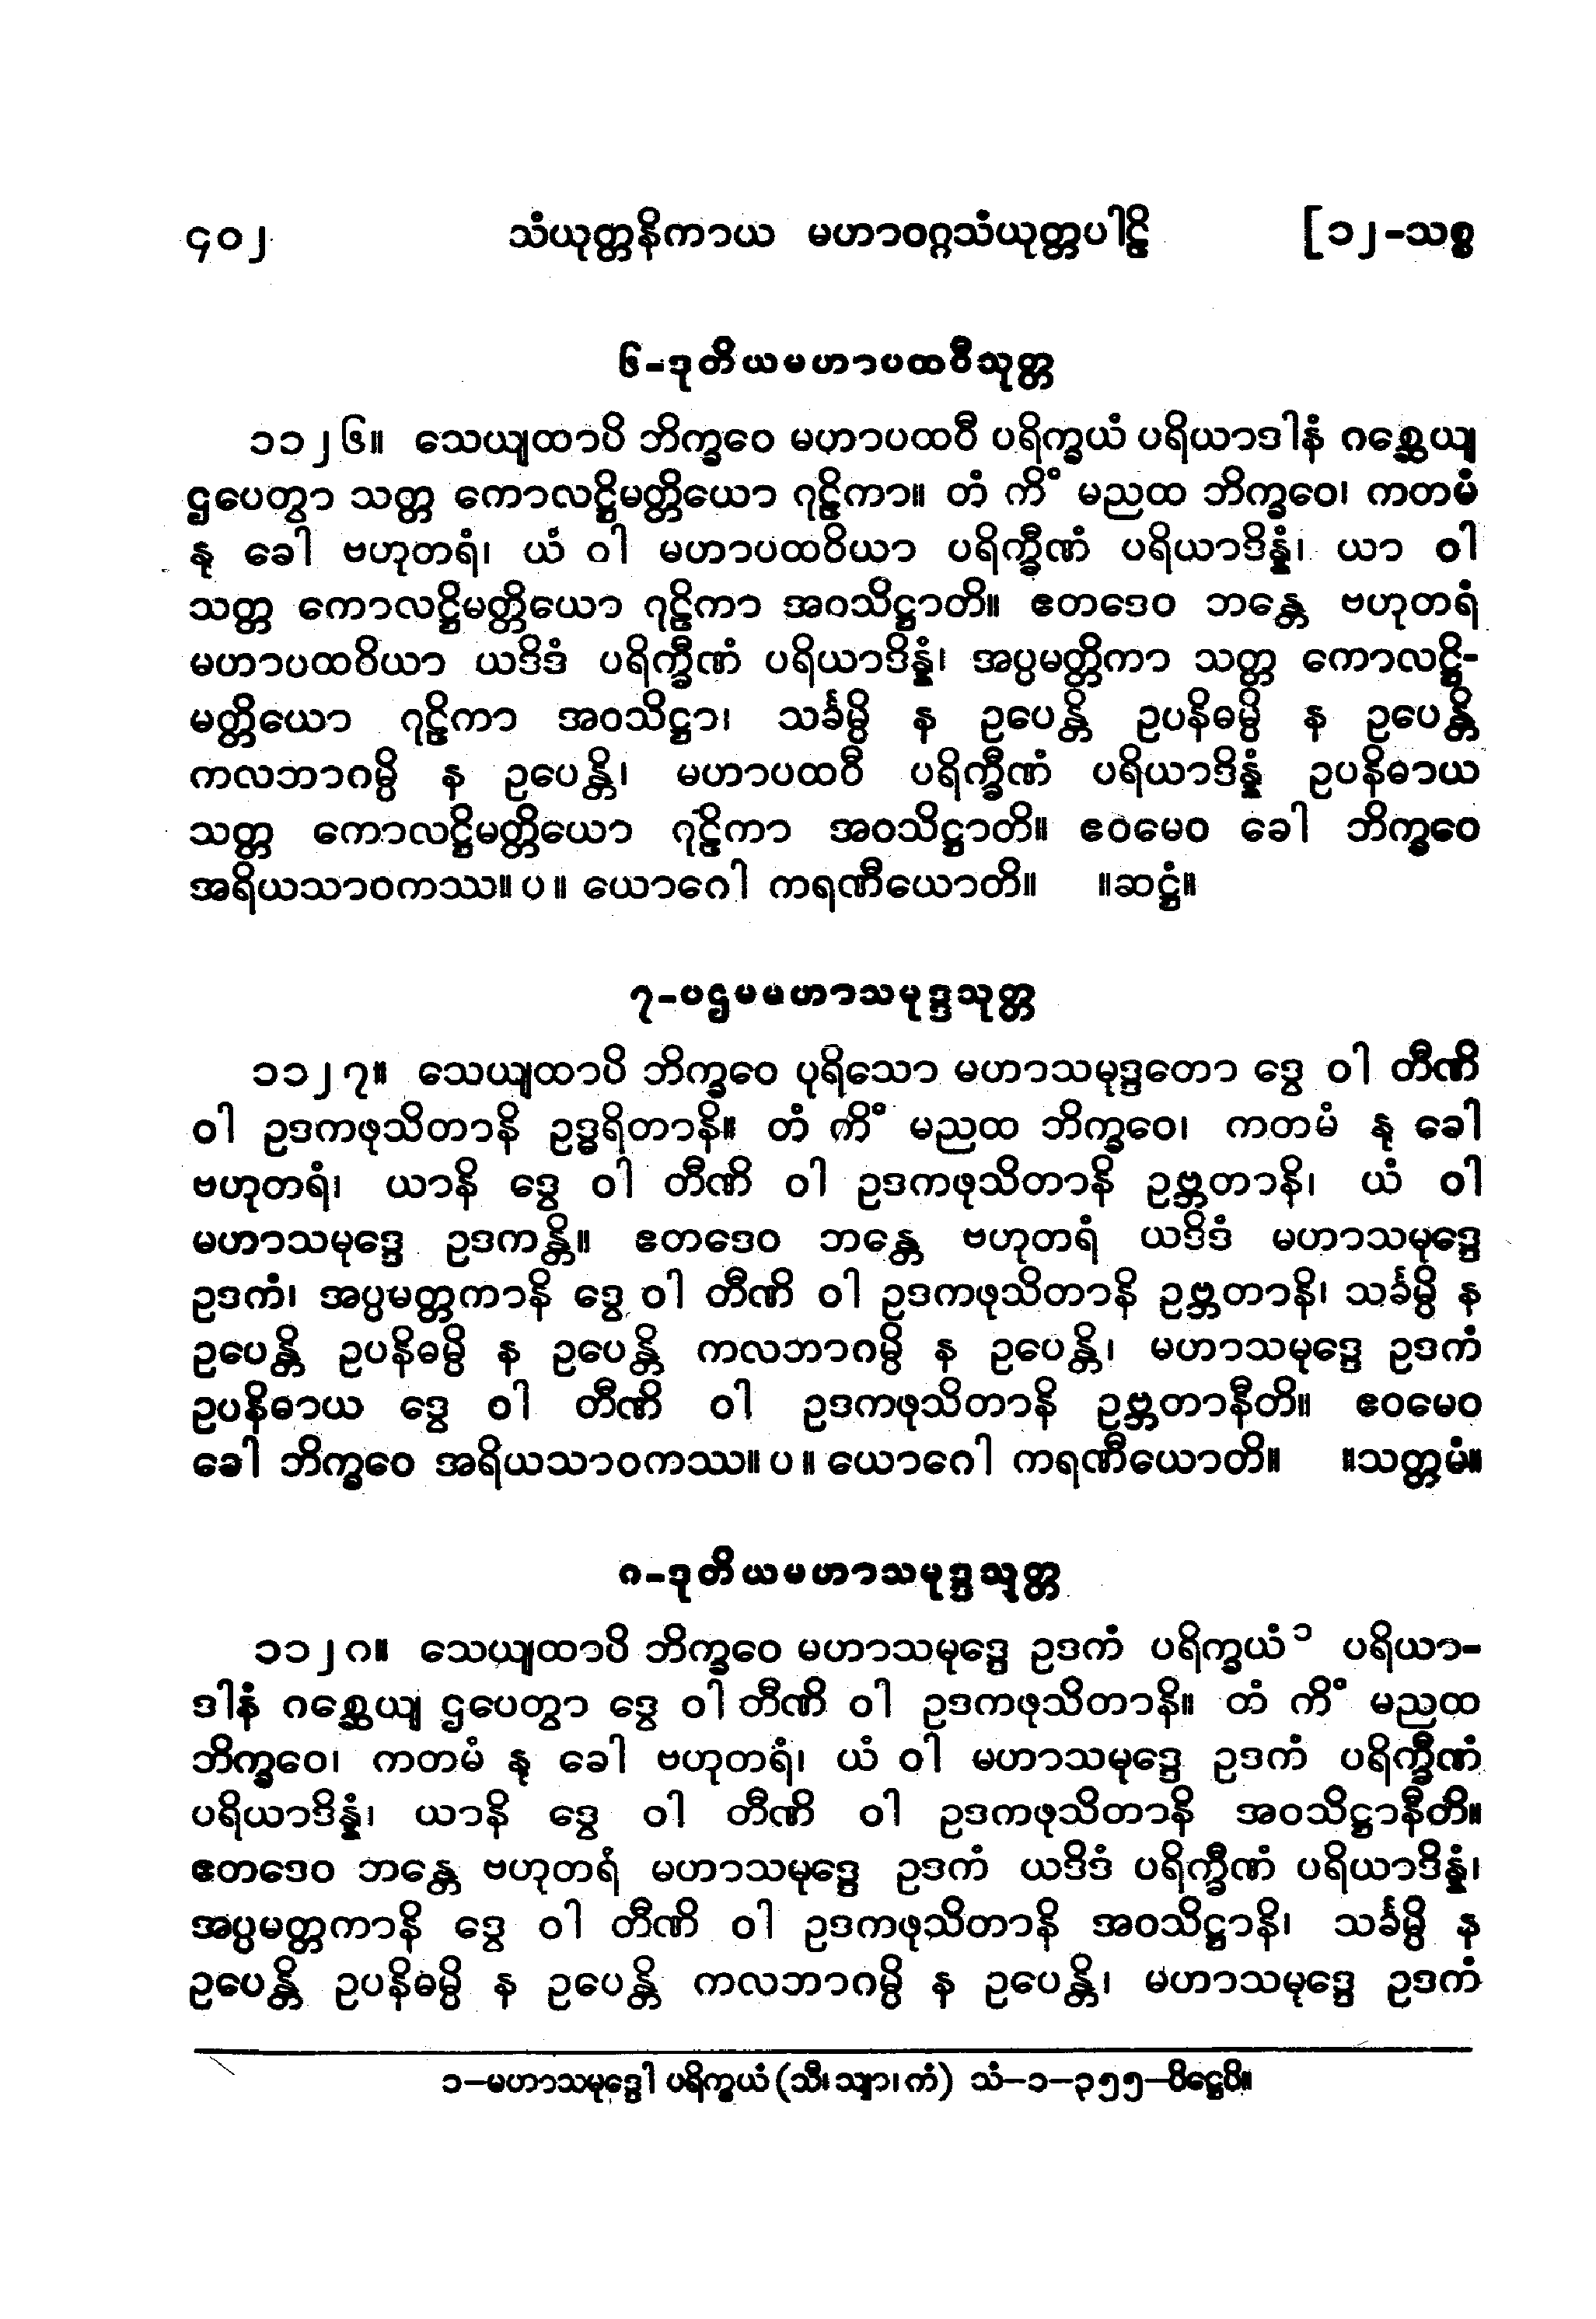 ၄၀၂ သံယုတ္တနိကာယ မဟာဝဂ္ဂသံယုတ္တပါဠိ [၁၂-သစ္စ
၆-ဒုတိယမဟာပထဝီသုတ္တ
၁၁၂၆။ သေယျထာပိ ဘိက္ခဝေ မဟာပထဝီ ပရိက္ခယံ ပရိယာဒါနံ ဂစ္ဆေယျ
ဌပေတွာ သတ္တ ကောလဋ္ဌိမတ္တိယော ဂုဠိကာ။ တံ ကိံ မညထ ဘိက္ခဝေ၊ ကတမံ
နု ခေါ ဗဟုတရံ၊ ယံ ဝါ မဟာပထဝိယာ ပရိက္ခီဏံ ပရိယာဒိန္နံ၊ ယာ ဝါ
သတ္တ ကောလဋ္ဌိမတ္တိယော ဂုဠိကာ အဝသိဋ္ဌာတိ။ ဧတဒေဝ ဘန္တေ ဗဟုတရံ
မဟာပထဝိယာ ယဒိဒံ ပရိက္ခီဏံ ပရိယာဒိန္နံ၊ အပ္ပမတ္တိကာ သတ္တ ကောလဋ္ဌိ-
မတ္တိယော ဂုဠိကာ အဝသိဋ္ဌာ၊ သင်္ခမ္ပိ န ဥပေန္တိ ဥပနိဓမ္ပိ န ဥပေန္တိ
ကလဘာဂမ္ပိ န ဥပေန္တိ၊ မဟာပထဝီ ပရိက္ခီဏံ ပရိယာဒိန္နံ ဥပနိဓာယ
သတ္တ ကောလဋ္ဌိမတ္တိယော ဂုဠိကာ အဝသိဋ္ဌာတိ။ ဧဝမေဝ ခေါ ဘိက္ခဝေ
အရိယသာဝကဿ။ ပ ။ ယောဂေါ ကရဏီယောတိ။ ။ဆဋ္ဌံ။
၇-ပဌမမဟာသမုဒ္ဒသုတ္တ
၁၁၂၇။ သေယျထာပိ ဘိက္ခဝေ ပုရိသော မဟာသမုဒ္ဒတော ဒွေ ဝါ တီဏိ
ဝါ ဥဒကဖုသိတာနိ ဥဒ္ဓရိတာနိ။ တံ ကိံ မညထ ဘိက္ခဝေ၊ ကတမံ နု ခေါ
ဗဟုတရံ၊ ယာနိ ဒွေ ဝါ တီဏိ ဝါ ဥဒကဖုသိတာနိ ဥဗ္ဘတာနိ၊ ယံ ဝါ
မဟာသမုဒ္ဒေ ဥဒကန္တိ။ ဧတဒေဝ ဘန္တေ ဗဟုတရံ ယဒိဒံ မဟာသမုဒ္ဒေ
ဥဒကံ၊ အပ္ပမတ္တကာနိ ဒွေ ဝါ တီဏိ ဝါ ဥဒကဖုသိတာနိ ဥဗ္ဘတာနိ၊ သင်္ခမ္ပိ န
ဥပေန္တိ ဥပနိဓမ္ပိ န ဥပေန္တိ ကလဘာဂမ္ပိ န ဥပေန္တိ၊ မဟာသမုဒ္ဒေ ဥဒကံ
ဥပနိဓာယ ဒွေ ဝါ တီဏိ ဝါ ဥဒကဖုသိတာနိ ဥဗ္ဘတာနီတိ။ ဧဝမေဝ
ခေါ ဘိက္ခဝေ အရိယသာဝကဿ။ ပ ။ ယောဂေါ ကရဏီယောတိ။ ။သတ္တမံ။
၈-ဒုတိယမဟာသမုဒ္ဒသုတ္တ
၁၁၂၈။ သေယျထာပိ ဘိက္ခဝေ မဟာသမုဒ္ဒေ ဥဒကံ ပရိက္ခယံ ၁ ပရိယာ-
ဒါနံ ဂစ္ဆေယျ ဌပေတွာ ဒွေ ဝါ တီဏိ ဝါ ဥဒကဖုသိတာနိ။ တံ ကိံ မညထ
ဘိက္ခဝေ၊ ကတမံ နု ခေါ ဗဟုတရံ၊ ယံ ဝါ မဟာသမုဒ္ဒေ ဥဒကံ ပရိက္ခီဏံ
ပရိယာဒိန္နံ၊ ယာနိ ဒွေ ဝါ တီဏိ ဝါ ဥဒကဖုသိတာနိ အဝသိဋ္ဌာနီတိ။
ဧတဒေဝ ဘန္တေ ဗဟုတရံ မဟာသမုဒ္ဒေ ဥဒကံ ယဒိဒံ ပရိက္ခီဏံ ပရိယာဒိန္နံ၊
အပ္ပမတ္တကာနိ ဒွေ ဝါ တီဏိ ဝါ ဥဒကဖုသိတာနိ အဝသိဋ္ဌာနိ၊ သင်္ခမ္ပိ န
ဥပေန္တိ ဥပနိဓမ္ပိ န ဥပေန္တိ ကလဘာဂမ္ပိ န ဥပေန္တိ၊ မဟာသမုဒ္ဒေ ဥဒကံ
၁-မဟာသမုဒ္ဒေါ ပရိက္ခယံ (သီ၊ သျာ၊ ကံ) သံ-၁-၃၅၅-ပိဋ္ဌေပိ။